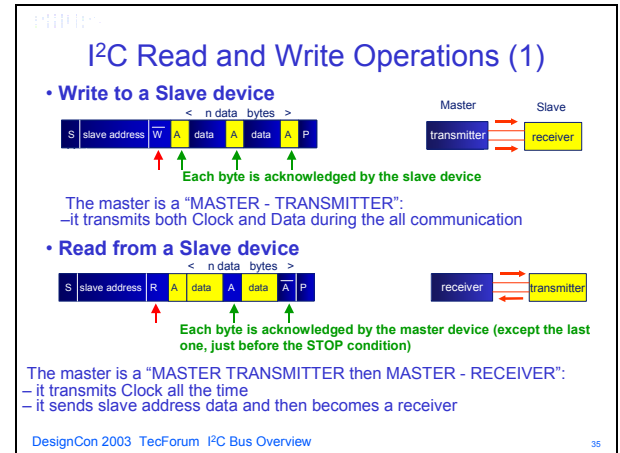 PHILIPS
I²C Read and Write Operations (1)
• Write to a Slave device
< n data bytes >
S slave address W̅ A data A data A P
Master Slave
transmitter receiver
Each byte is acknowledged by the slave device
The master is a “MASTER - TRANSMITTER”:
–it transmits both Clock and Data during the all communication
• Read from a Slave device
< n data bytes >
S slave address R A data A data A̅ P
receiver transmitter
Each byte is acknowledged by the master device (except the last
one, just before the STOP condition)
The master is a “MASTER TRANSMITTER then MASTER - RECEIVER”:
– it transmits Clock all the time
– it sends slave address data and then becomes a receiver
DesignCon 2003 TecForum I²C Bus Overview
35